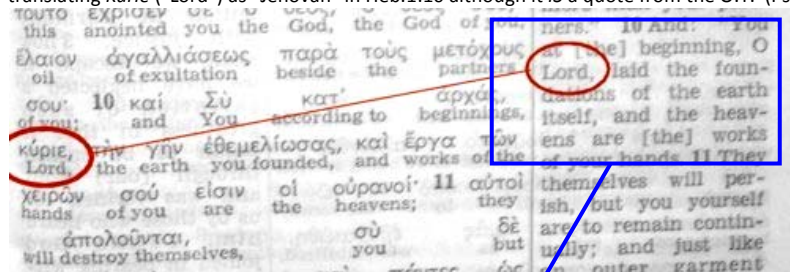 translating Kurie ("Lord") as "Jehovah" in Heb.1:10 although it is a quote from the O.T.
τοῦτο ἔχρισέν σε ὁ
this anointed you the God, the God of you,
ἔλαιον ἀγαλλιάσεως παρὰ τοὺς μετόχους
oil of exultation beside the partners
σου· 10 καί Σὺ κατ' ἀρχάς,
of you; and You according to beginnings,
κύριε, τὴν γῆν ἐθεμελίωσας, καὶ ἔργα τῶν
Lord, the earth you founded, and works of the
χειρῶν σού εἰσιν οἱ οὐρανοί· 11 αὐτοὶ
hands of you are the heavens; they
ἀπολοῦνται, σὺ δὲ
will destroy themselves, you but
ὡς
ners." 10 And: "You
at [the] beginning, O
Lord, laid the foun-
dations of the earth
itself, and the heav-
ens are [the] works
of your hands. 11 They
themselves will per-
ish, but you yourself
are to remain contin-
ually; and just like
an outer garment